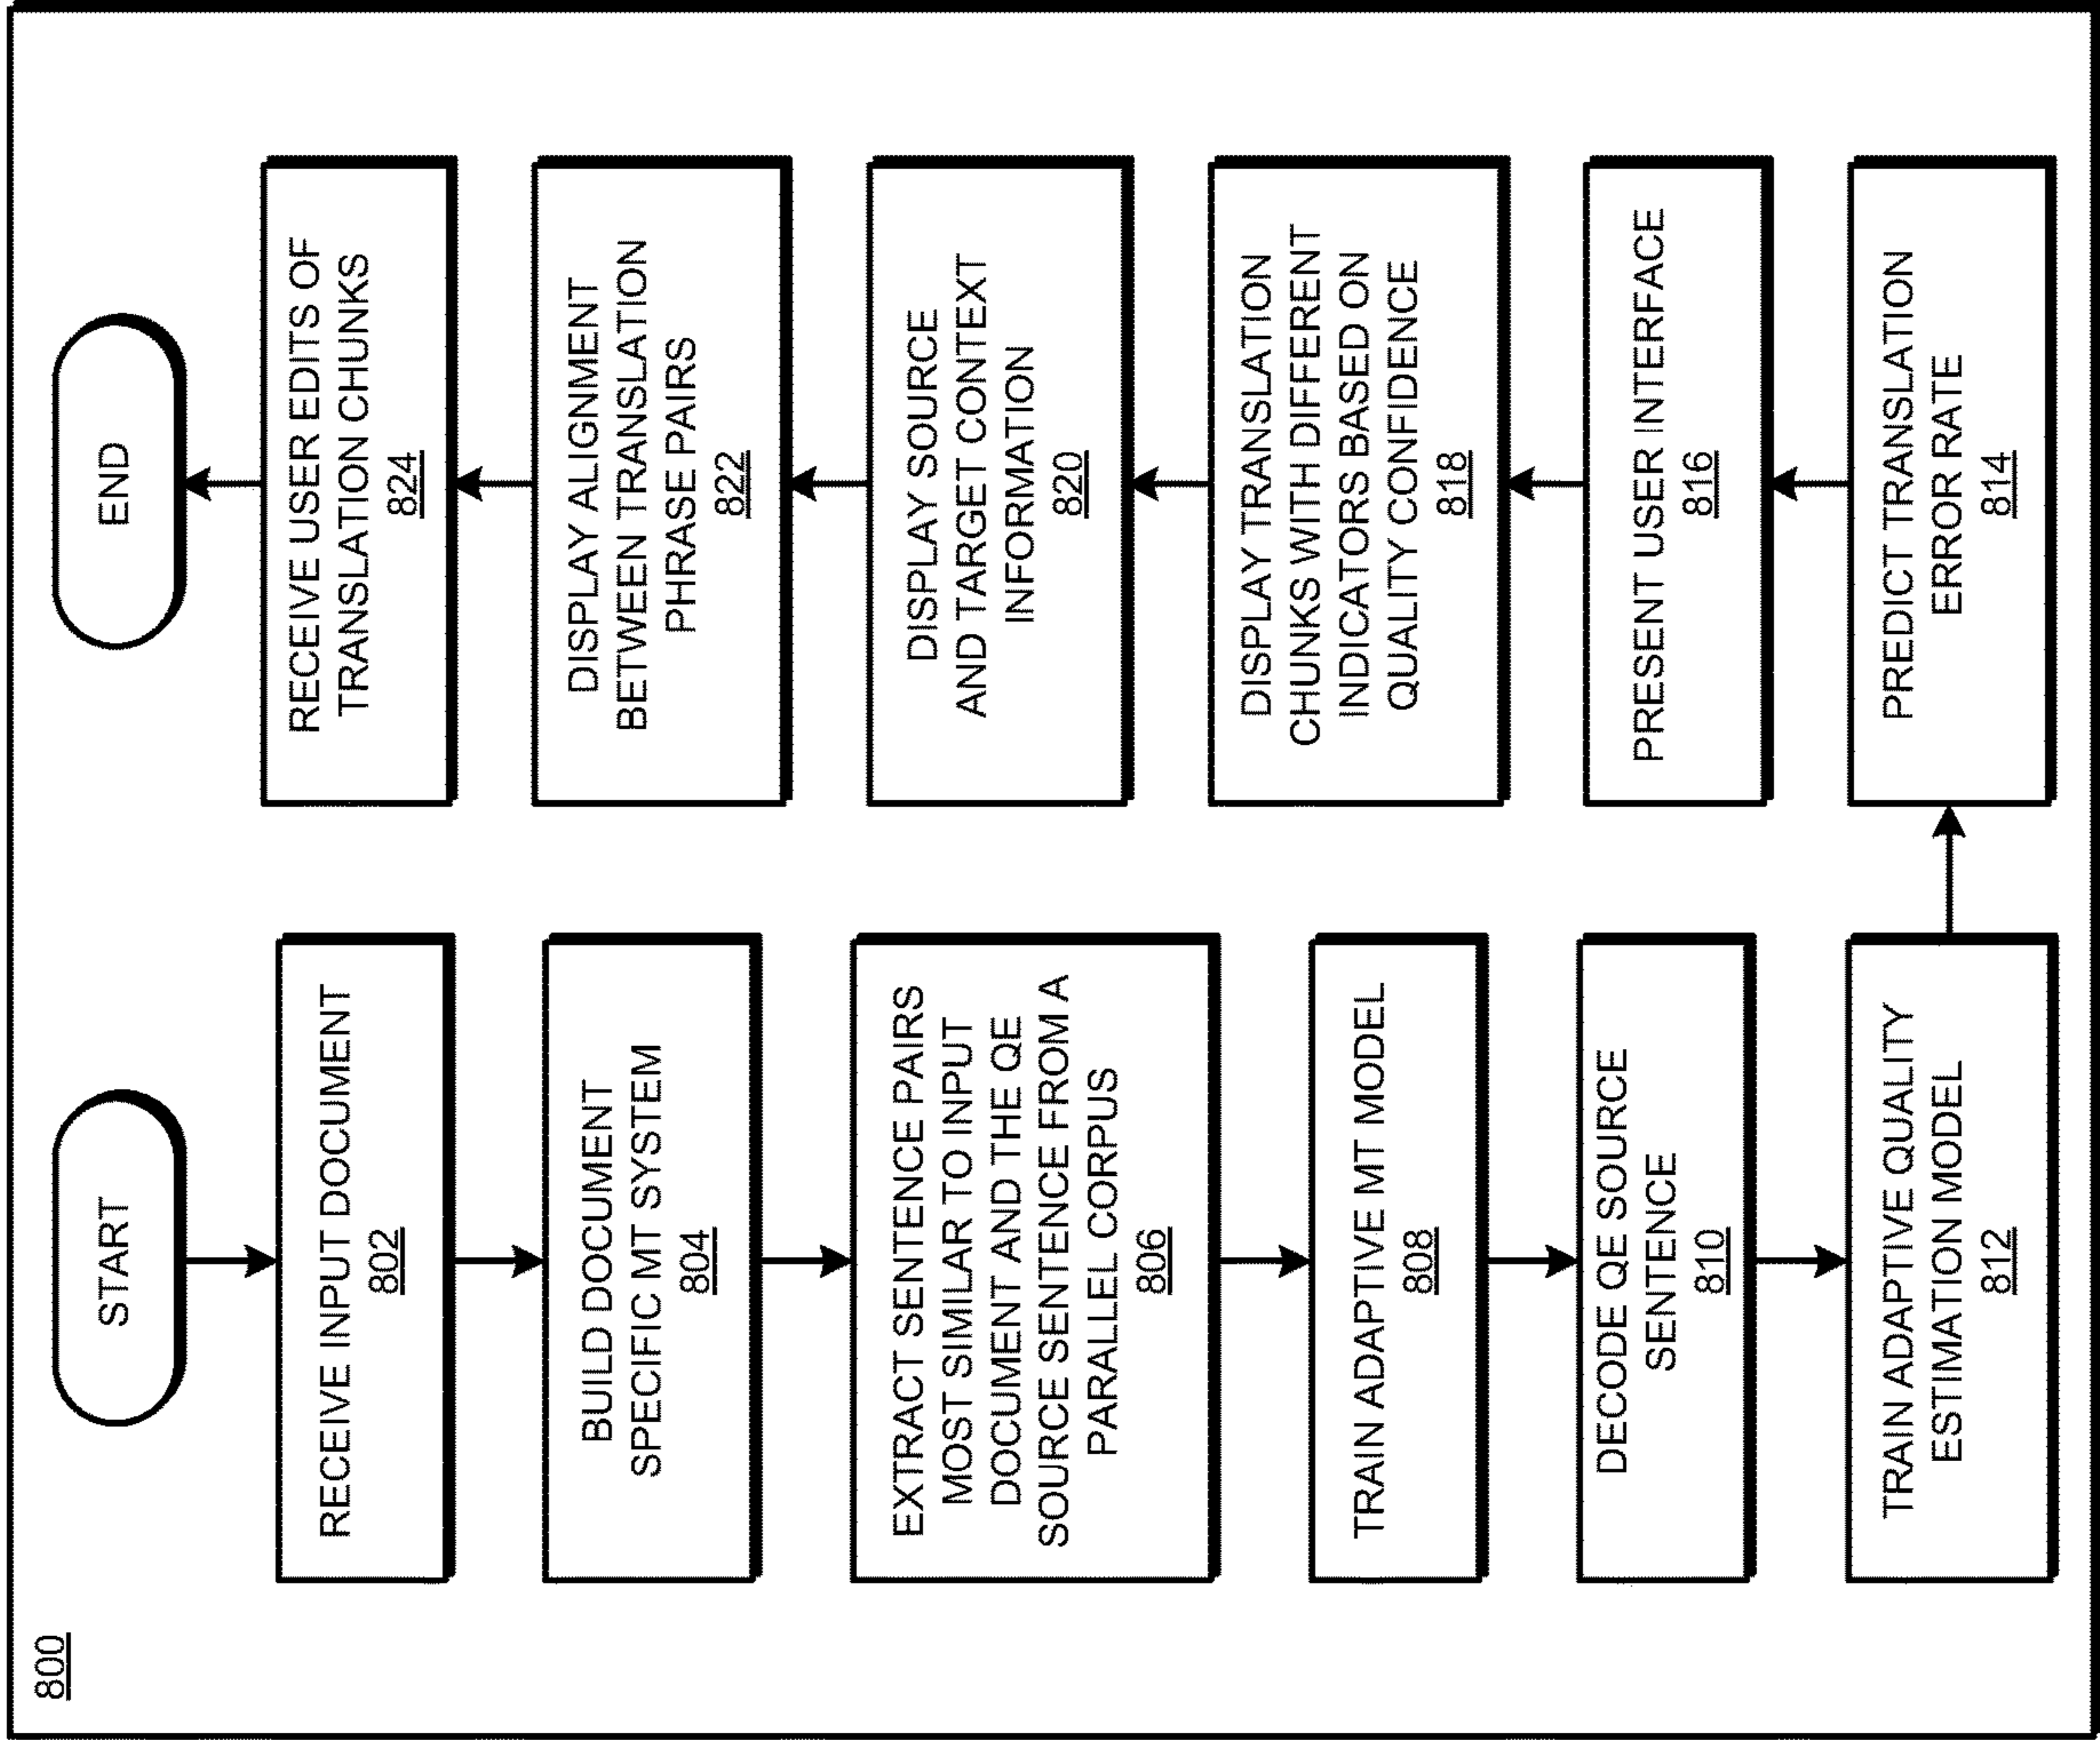 800
START
RECEIVE INPUT DOCUMENT
802
BUILD DOCUMENT
SPECIFIC MT SYSTEM
804
EXTRACT SENTENCE PAIRS
MOST SIMILAR TO INPUT
DOCUMENT AND THE QE
SOURCE SENTENCE FROM A
PARALLEL CORPUS
806
TRAIN ADAPTIVE MT MODEL
808
DECODE QE SOURCE
SENTENCE
810
TRAIN ADAPTIVE QUALITY
ESTIMATION MODEL
812
PREDICT TRANSLATION
ERROR RATE
814
PRESENT USER INTERFACE
816
DISPLAY TRANSLATION
CHUNKS WITH DIFFERENT
INDICATORS BASED ON
QUALITY CONFIDENCE
818
DISPLAY SOURCE
AND TARGET CONTEXT
INFORMATION
820
DISPLAY ALIGNMENT
BETWEEN TRANSLATION
PHRASE PAIRS
822
RECEIVE USER EDITS OF
TRANSLATION CHUNKS
824
END